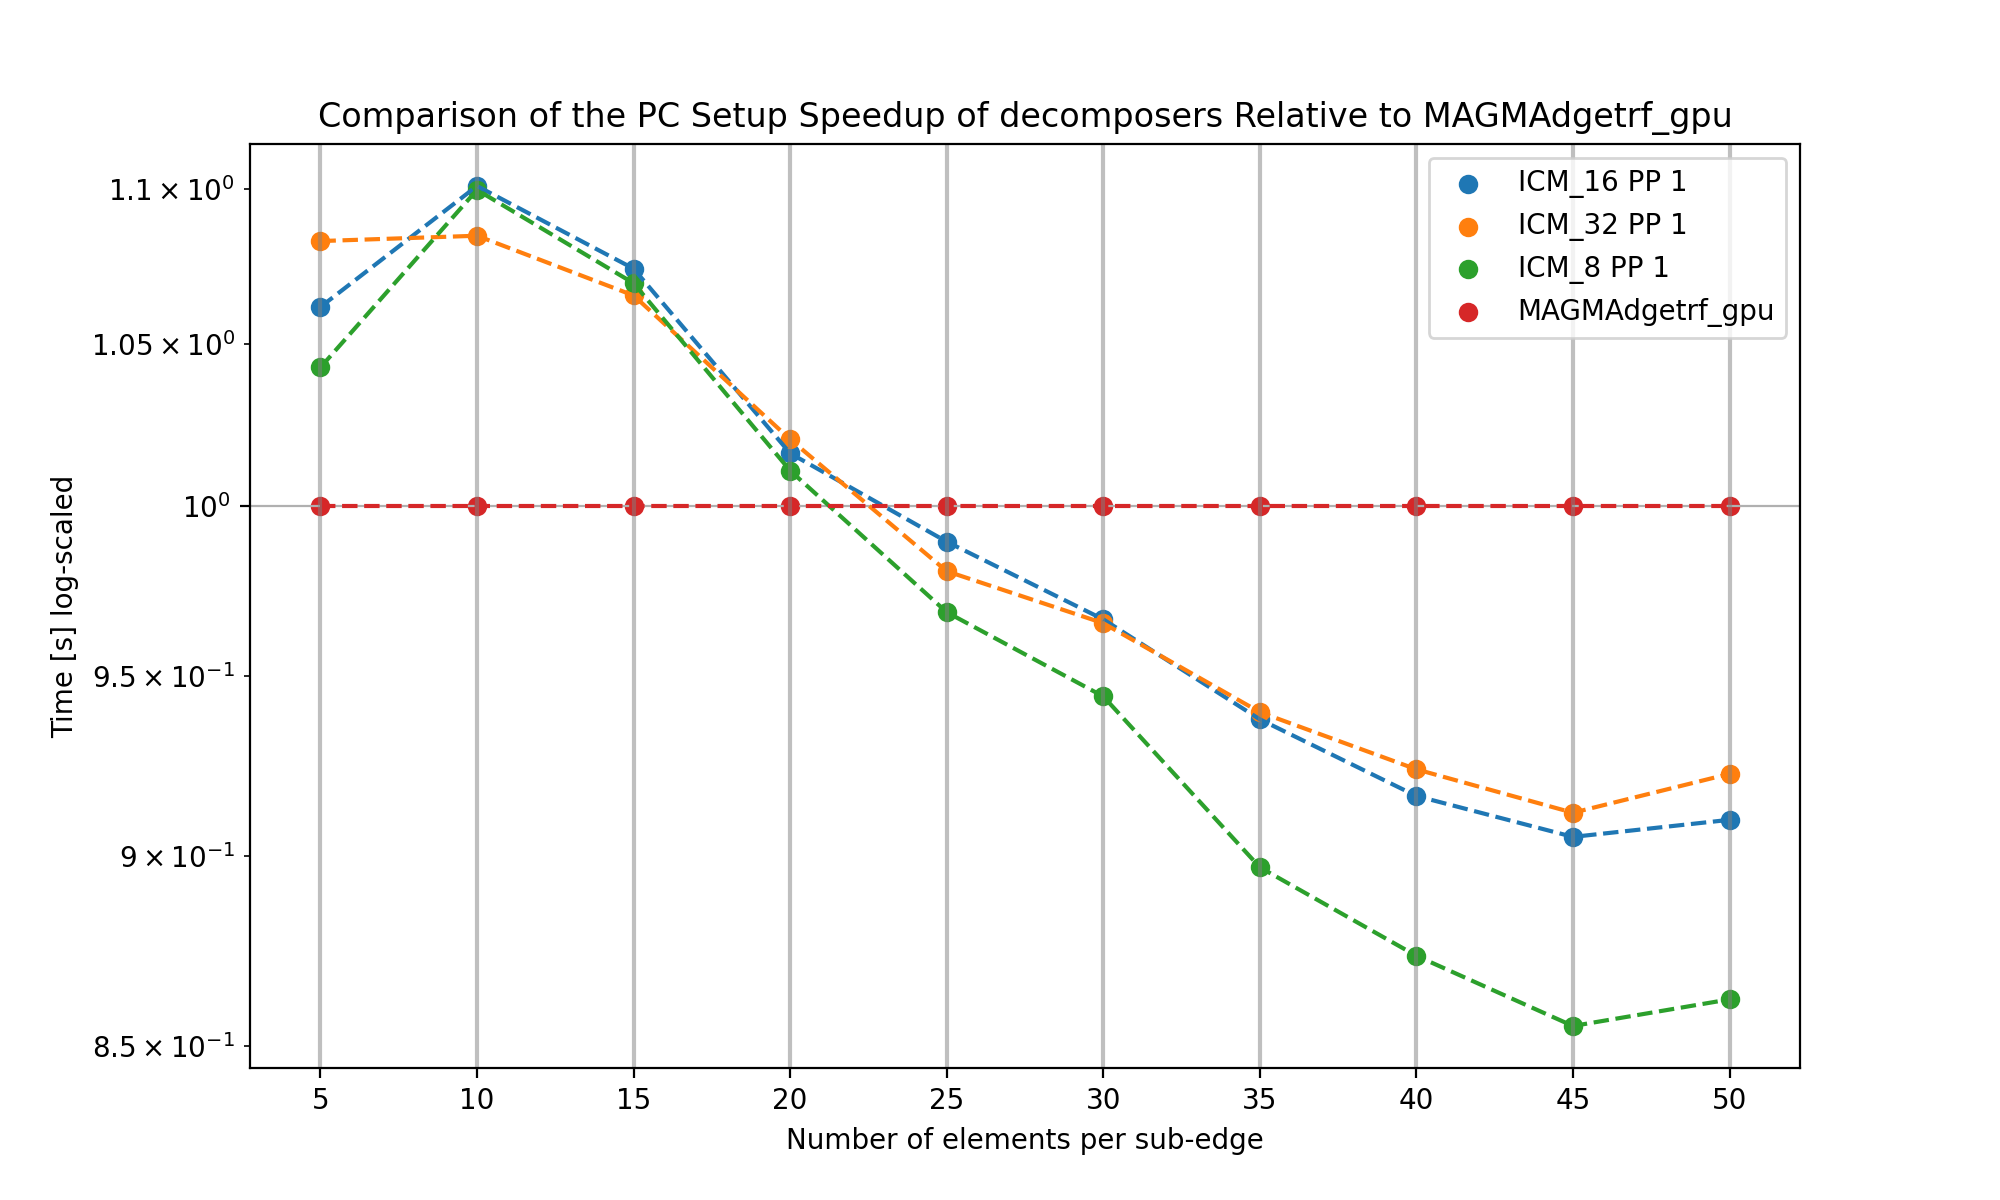 Comparison of the PC Setup Speedup of decomposers Relative to MAGMAdgetrf_gpu
ICM_16 PP 1
ICM_32 PP 1
ICM_8 PP 1
MAGMAdgetrf_gpu
1.1 × 10⁰
1.05 × 10⁰
10⁰
9.5 × 10⁻¹
9 × 10⁻¹
8.5 × 10⁻¹
Time [s] log-scaled
5 10 15 20 25 30 35 40 45 50
Number of elements per sub-edge